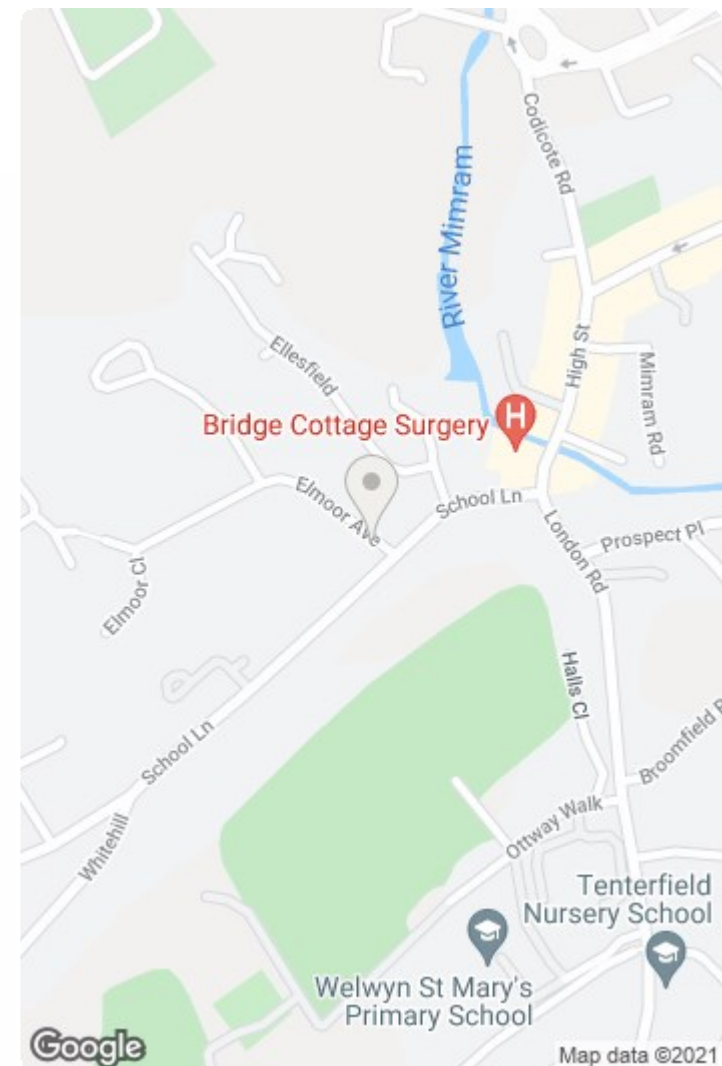 Codicote Rd
River Mimram
High St
Mimram Rd
Ellesfield
Bridge Cottage Surgery
H
Elmoor Ave
School Ln
London Rd
Prospect Pl
Elmoor Cl
Halls Cl
School Ln
Broomfield
Whitehill
Ottway Walk
Tenterfield
Nursery School
Welwyn St Mary's
Primary School
Google
Map data ©2021